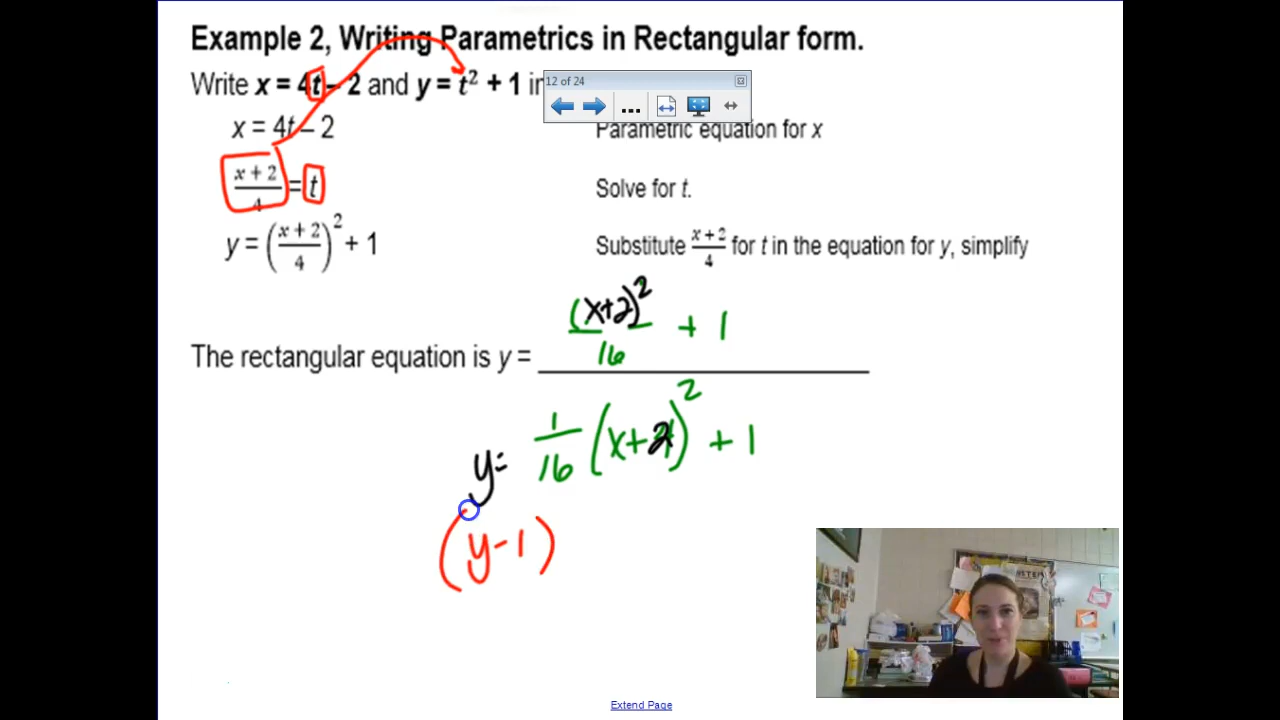 Example 2, Writing Parametrics in Rectangular form.
Write x = 4t – 2 and y = t² + 1 in
12 of 24
x = 4t – 2
Parametric equation for x
x + 2 / 4 = t
Solve for t.
y = (x + 2 / 4)² + 1
Substitute x + 2 / 4 for t in the equation for y, simplify
The rectangular equation is y = (x+2)² / 16 + 1
y = 1/16 (x+2)² + 1
(y-1)
Extend Page